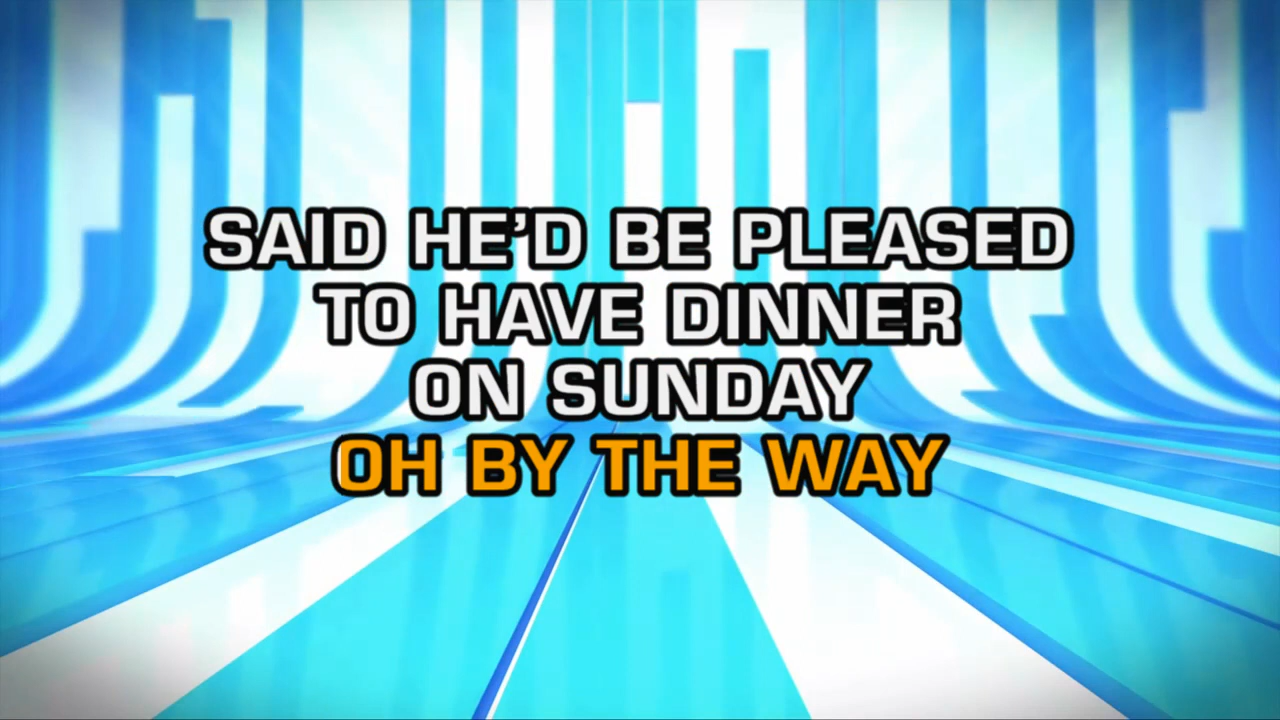 SAID HE'D BE PLEASED
TO HAVE DINNER
ON SUNDAY
OH BY THE WAY